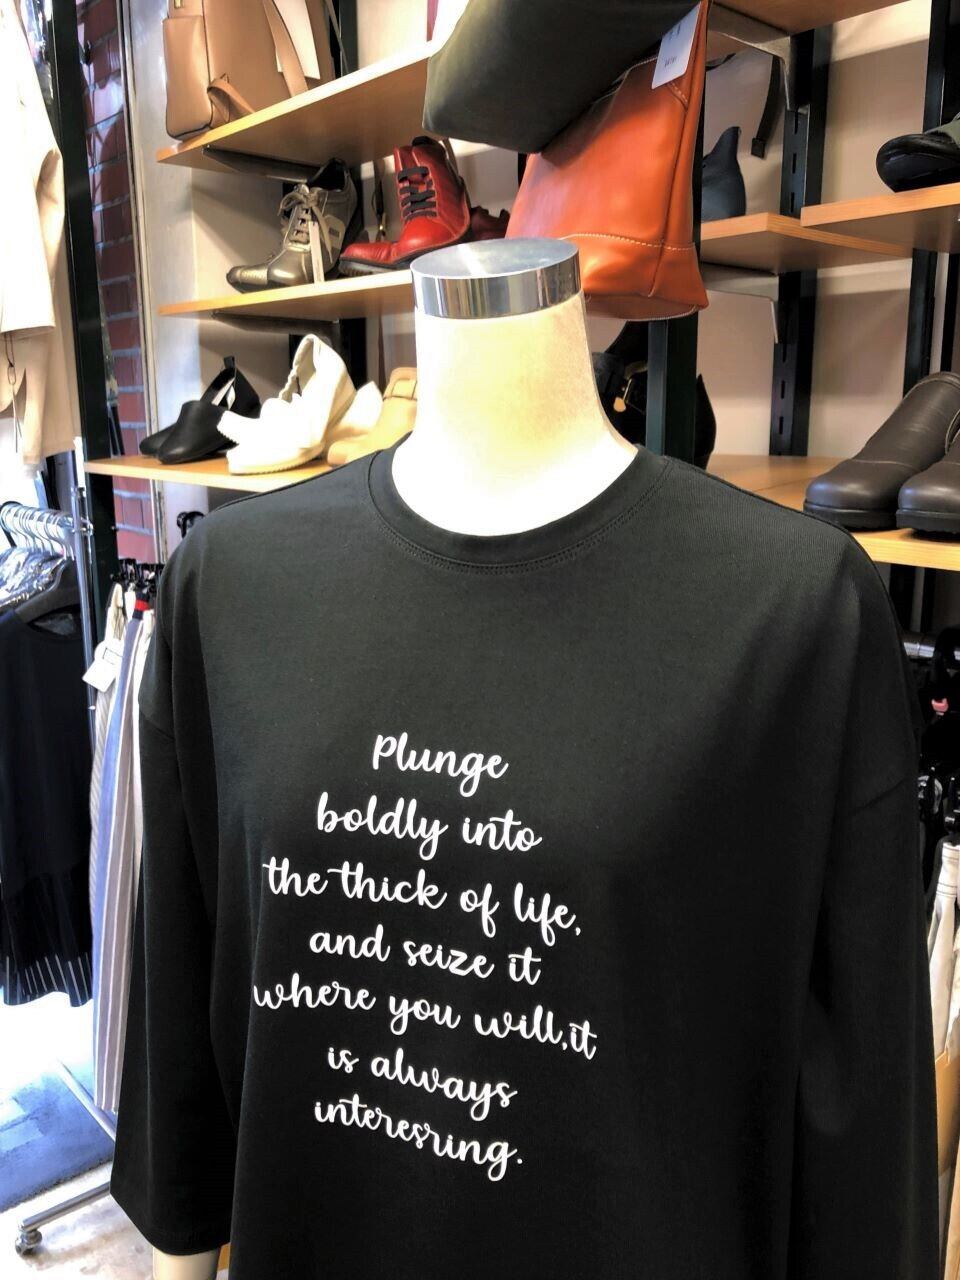 Plunge
boldly into
the thick of life,
and seize it
where you will,it
is always
interesring.